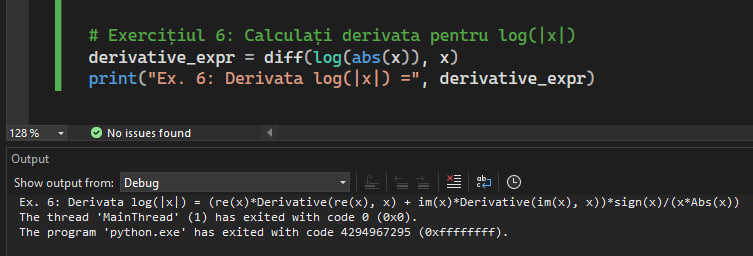 # Exercițiul 6: Calculați derivata pentru log(|x|)
derivative_expr = diff(log(abs(x)), x)
print("Ex. 6: Derivata log(|x|) =", derivative_expr)
128 % No issues found
Output
Show output from: Debug
Ex. 6: Derivata log(|x|) = (re(x)*Derivative(re(x), x) + im(x)*Derivative(im(x), x))*sign(x)/(x*Abs(x))
The thread 'MainThread' (1) has exited with code 0 (0x0).
The program 'python.exe' has exited with code 4294967295 (0xffffffff).